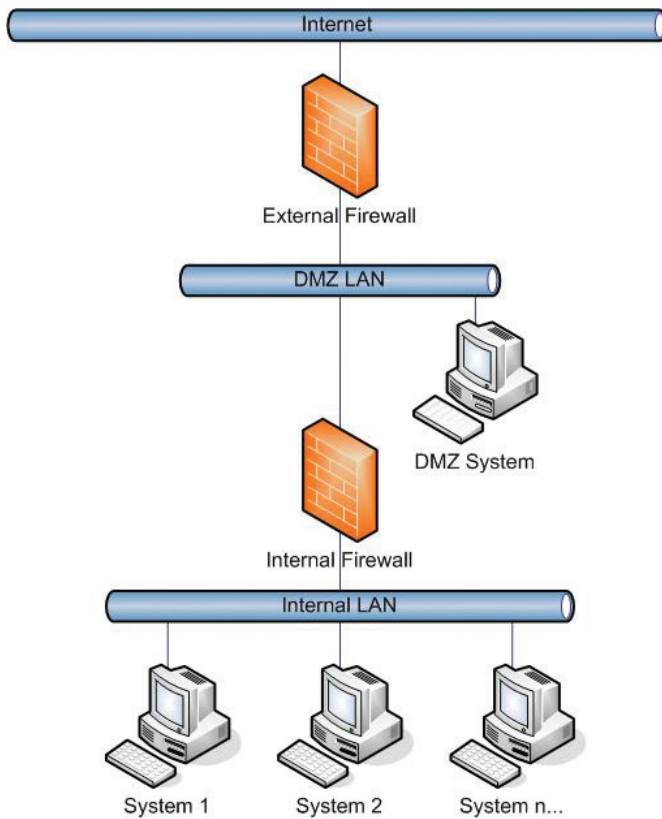 Internet
External Firewall
DMZ LAN
DMZ System
Internal Firewall
Internal LAN
System 1
System 2
System n...